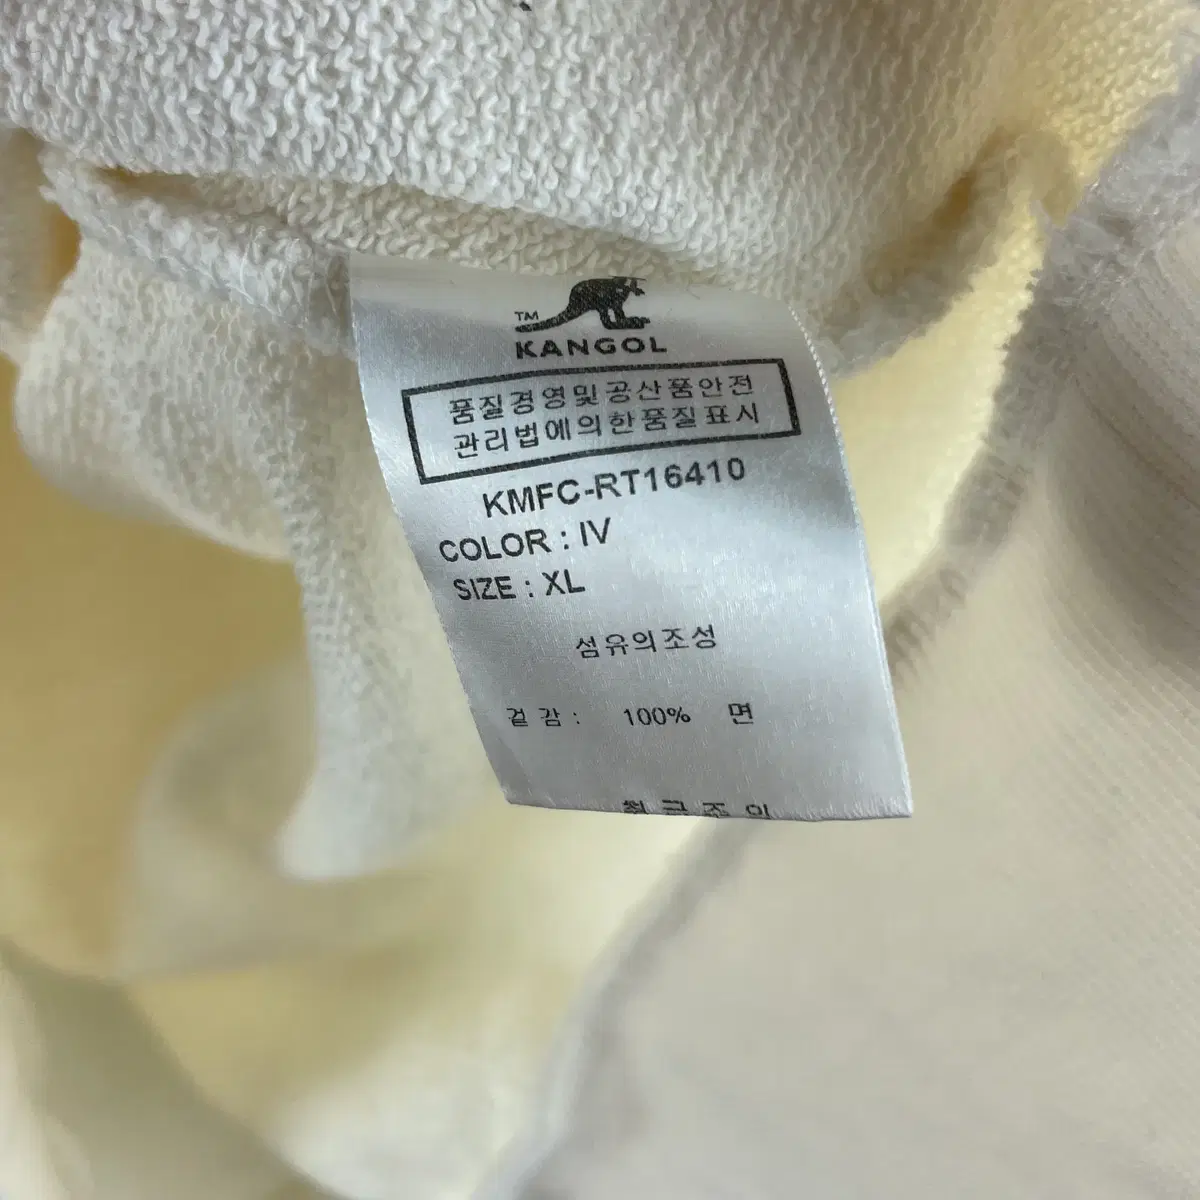 TM
KANGOL
품질경영및공산품안전
관리법에의한품질표시
KMFC-RT16410
COLOR : IV
SIZE : XL
섬유의조성
겉감 : 100% 면